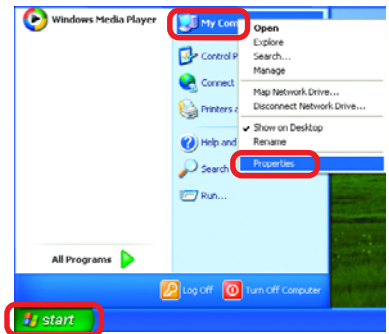 Windows Media Player
My Com
Open
Explore
Search...
Manage
Map Network Drive...
Disconnect Network Drive...
Show on Desktop
Rename
Properties
Control P
Connect
Printers a
Help and
Search
Run...
All Programs
Log Off
Turn Off Computer
start